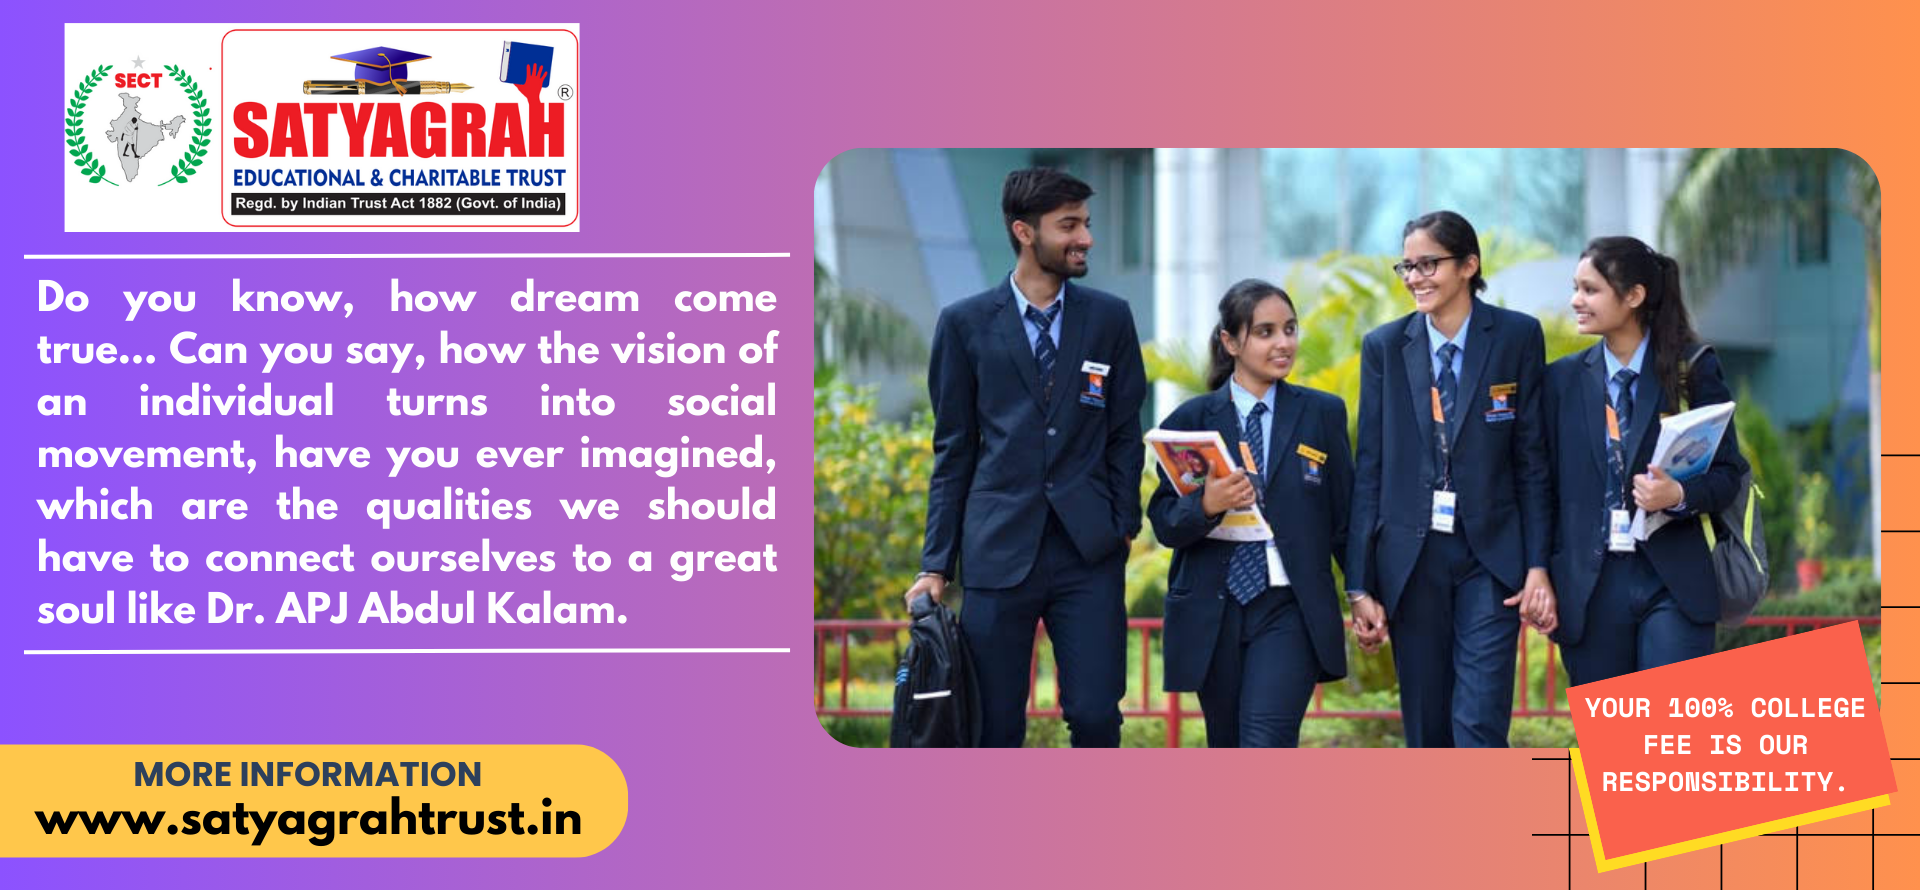 SECT
SATYAGRAH
®
EDUCATIONAL & CHARITABLE TRUST
Regd. by Indian Trust Act 1882 (Govt. of India)
Do you know, how dream come
true... Can you say, how the vision of
an individual turns into social
movement, have you ever imagined,
which are the qualities we should
have to connect ourselves to a great
soul like Dr. APJ Abdul Kalam.
MORE INFORMATION
www.satyagrahtrust.in
YOUR 100% COLLEGE
FEE IS OUR
RESPONSIBILITY.